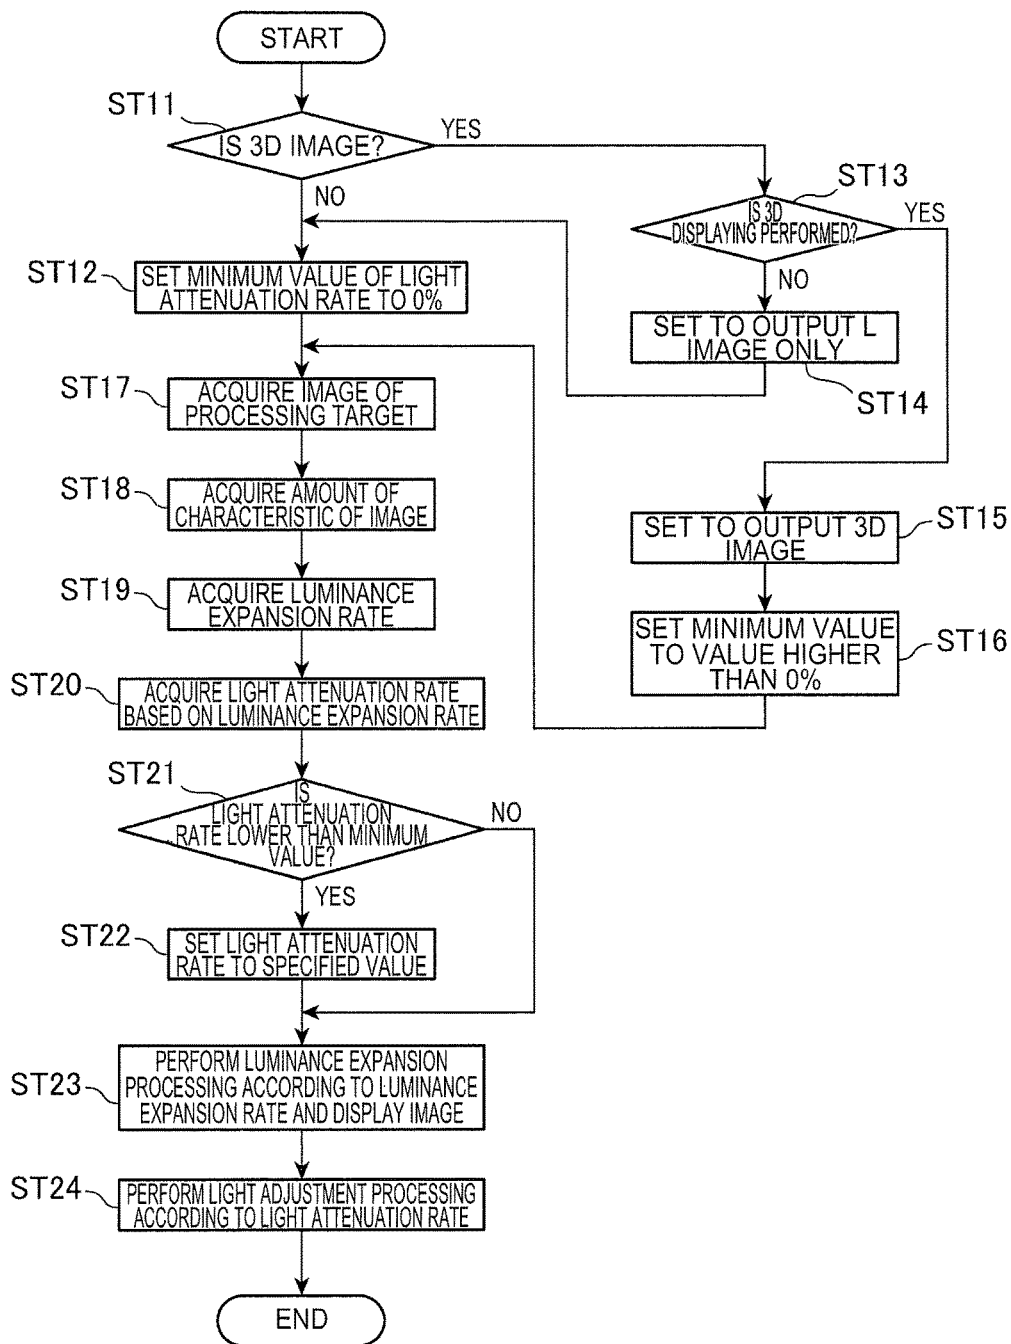 START
ST11
IS 3D IMAGE?
YES
NO
ST13
IS 3D
DISPLAYING PERFORMED?
YES
NO
ST12
SET MINIMUM VALUE OF LIGHT
ATTENUATION RATE TO 0%
SET TO OUTPUT L
IMAGE ONLY
ST14
ST17
ACQUIRE IMAGE OF
PROCESSING TARGET
ST18
ACQUIRE AMOUNT OF
CHARACTERISTIC OF IMAGE
SET TO OUTPUT 3D
IMAGE
ST15
ST19
ACQUIRE LUMINANCE
EXPANSION RATE
SET MINIMUM VALUE
TO VALUE HIGHER
THAN 0%
ST16
ST20
ACQUIRE LIGHT ATTENUATION RATE
BASED ON LUMINANCE EXPANSION RATE
ST21
IS
LIGHT ATTENUATION
RATE LOWER THAN MINIMUM
VALUE?
NO
YES
ST22
SET LIGHT ATTENUATION
RATE TO SPECIFIED VALUE
ST23
PERFORM LUMINANCE EXPANSION
PROCESSING ACCORDING TO LUMINANCE
EXPANSION RATE AND DISPLAY IMAGE
ST24
PERFORM LIGHT ADJUSTMENT PROCESSING
ACCORDING TO LIGHT ATTENUATION RATE
END